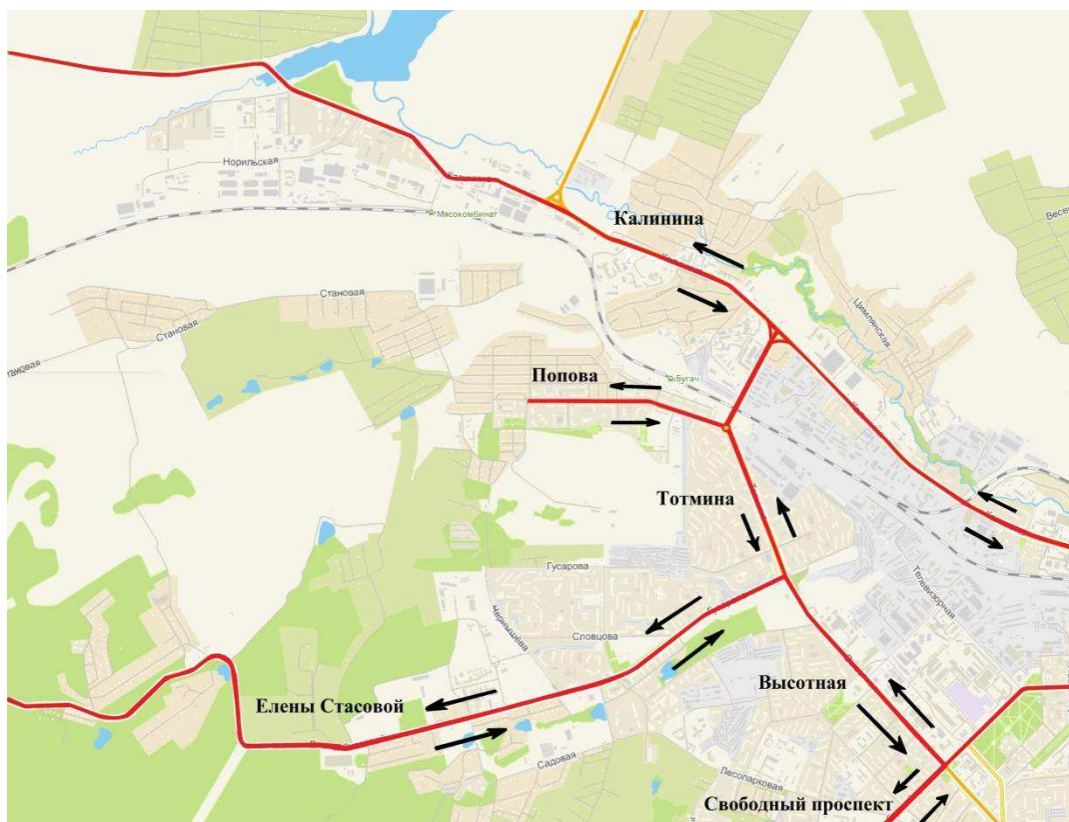 Норильская
Мясокомбинат
Калинина
Становая
Становая
Цимлянская
Попова
Бугач
Тотмина
Гусарова
Телевизорная
Чернышёва
Словцова
Высотная
Елены Стасовой
Садовая
Лесопарковая
Свободный проспект